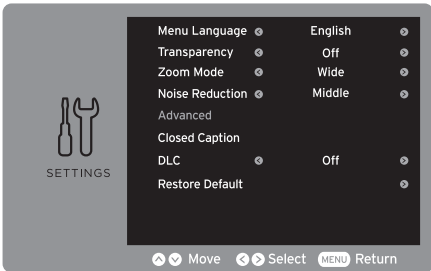 Menu Language English
Transparency Off
Zoom Mode Wide
Noise Reduction Middle
Advanced
Closed Caption
DLC Off
Restore Default
SETTINGS
Move Select MENU Return